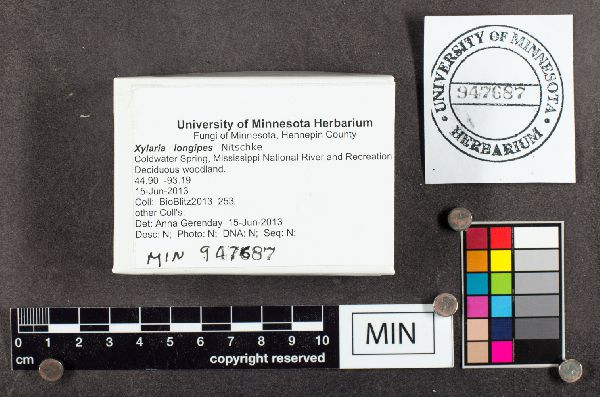 University of Minnesota Herbarium
Fungi of Minnesota, Hennepin County
Xylaria longipes Nitschke
Coldwater Spring, Mississippi National River and Recreation
Deciduous woodland.
44.90 -93.19
15-Jun-2013
Coll: BioBlitz2013 253,
other Coll's
Det: Anna Gerenday 15-Jun-2013
Desc: N; Photo: N; DNA: N; Seq: N:
MIN 947687
• UNIVERSITY OF MINNESOTA •
947687
HERBARIUM
0 1 2 3 4 5 6 7 8 9 10
cm
copyright reserved
MIN